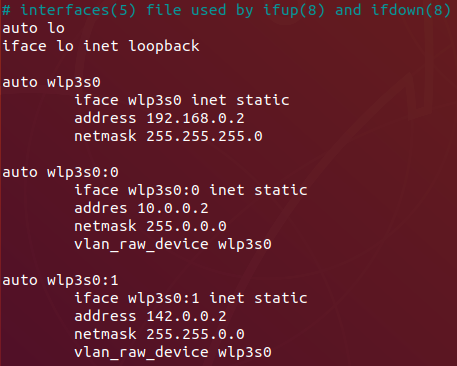 # interfaces(5) file used by ifup(8) and ifdown(8)
auto lo
iface lo inet loopback
auto wlp3s0
iface wlp3s0 inet static
address 192.168.0.2
netmask 255.255.255.0
auto wlp3s0:0
iface wlp3s0:0 inet static
addres 10.0.0.2
netmask 255.0.0.0
vlan_raw_device wlp3s0
auto wlp3s0:1
iface wlp3s0:1 inet static
address 142.0.0.2
netmask 255.255.0.0
vlan_raw_device wlp3s0